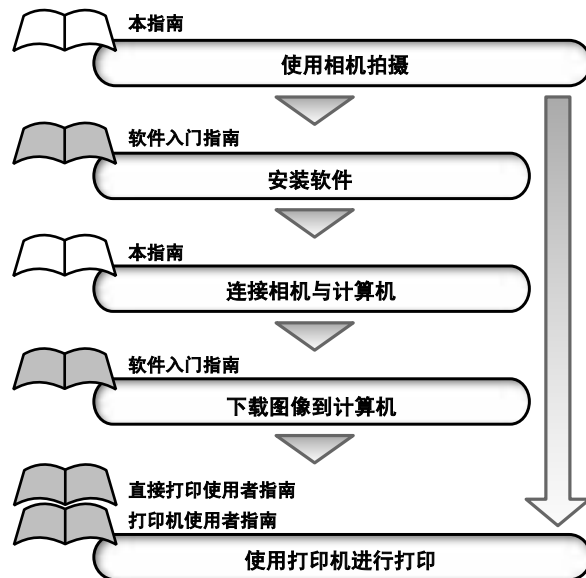 本指南
使用相机拍摄
软件入门指南
安装软件
本指南
连接相机与计算机
软件入门指南
下载图像到计算机
直接打印使用者指南
打印机使用者指南
使用打印机进行打印